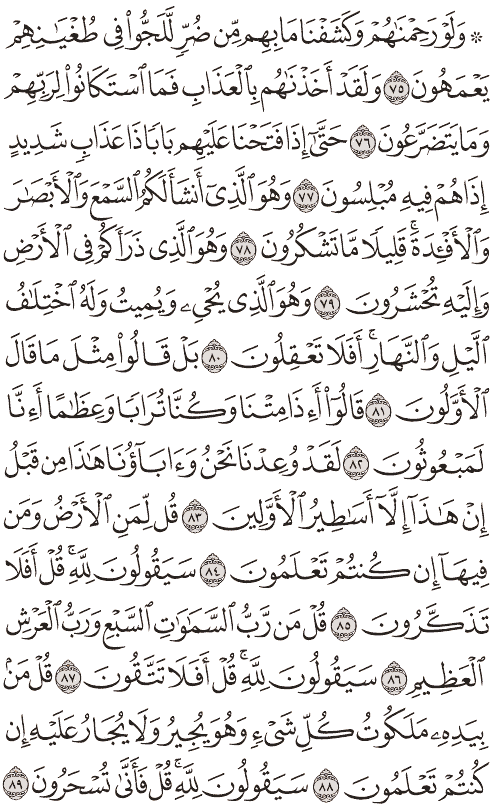 ۞ وَلَوْ رَحِمْنَٰهُمْ وَكَشَفْنَا مَا بِهِم مِّن ضُرٍّ لَّلَجُّوا۟ فِى طُغْيَٰنِهِمْ
يَعْمَهُونَ ٧٥ وَلَقَدْ أَخَذْنَٰهُم بِٱلْعَذَابِ فَمَا ٱسْتَكَانُوا۟ لِرَبِّهِمْ
وَمَا يَتَضَرَّعُونَ ٧٦ حَتَّىٰٓ إِذَا فَتَحْنَا عَلَيْهِم بَابًا ذَا عَذَابٍ شَدِيدٍ
إِذَا هُمْ فِيهِ مُبْلِسُونَ ٧٧ وَهُوَ ٱلَّذِىٓ أَنشَأَ لَكُمُ ٱلسَّمْعَ وَٱلْأَبْصَٰرَ
وَٱلْأَفْـِٔدَةَ ۚ قَلِيلًا مَّا تَشْكُرُونَ ٧٨ وَهُوَ ٱلَّذِى ذَرَأَكُمْ فِى ٱلْأَرْضِ
وَإِلَيْهِ تُحْشَرُونَ ٧٩ وَهُوَ ٱلَّذِى يُحْىِۦ وَيُمِيتُ وَلَهُ ٱخْتِلَٰفُ
ٱلَّيْلِ وَٱلنَّهَارِ ۚ أَفَلَا تَعْقِلُونَ ٨٠ بَلْ قَالُوا۟ مِثْلَ مَا قَالَ
ٱلْأَوَّلُونَ ٨١ قَالُوٓا۟ أَءِذَا مِتْنَا وَكُنَّا تُرَابًا وَعِظَٰمًا أَءِنَّا
لَمَبْعُوثُونَ ٨٢ لَقَدْ وُعِدْنَا نَحْنُ وَءَابَآؤُنَا هَٰذَا مِن قَبْلُ
إِنْ هَٰذَآ إِلَّآ أَسَٰطِيرُ ٱلْأَوَّلِينَ ٨٣ قُل لِّمَنِ ٱلْأَرْضُ وَمَن
فِيهَآ إِن كُنتُمْ تَعْلَمُونَ ٨٤ سَيَقُولُونَ لِلَّهِ ۚ قُلْ أَفَلَا
تَذَكَّرُونَ ٨٥ قُلْ مَن رَّبُّ ٱلسَّمَٰوَٰتِ ٱلسَّبْعِ وَرَبُّ ٱلْعَرْشِ
ٱلْعَظِيمِ ٨٦ سَيَقُولُونَ لِلَّهِ ۚ قُلْ أَفَلَا تَتَّقُونَ ٨٧ قُلْ مَنۢ
بِيَدِهِۦ مَلَكُوتُ كُلِّ شَىْءٍ وَهُوَ يُجِيرُ وَلَا يُجَارُ عَلَيْهِ إِن
كُنتُمْ تَعْلَمُونَ ٨٨ سَيَقُولُونَ لِلَّهِ ۚ قُلْ فَأَنَّىٰ تُسْحَرُونَ ٨٩